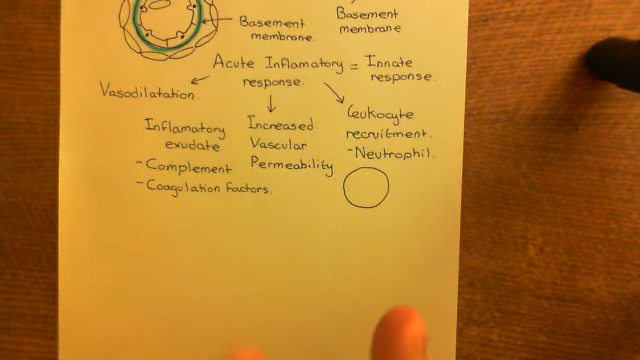 Basement
membrane.
Basement
membrane
Acute Inflamatory = Innate
response. response.
Vasodilatation.
Inflamatory
exudate
- Complement
- Coagulation factors.
Increased
Vascular
Permeability
Leukocyte
recruitment.
- Neutrophil.